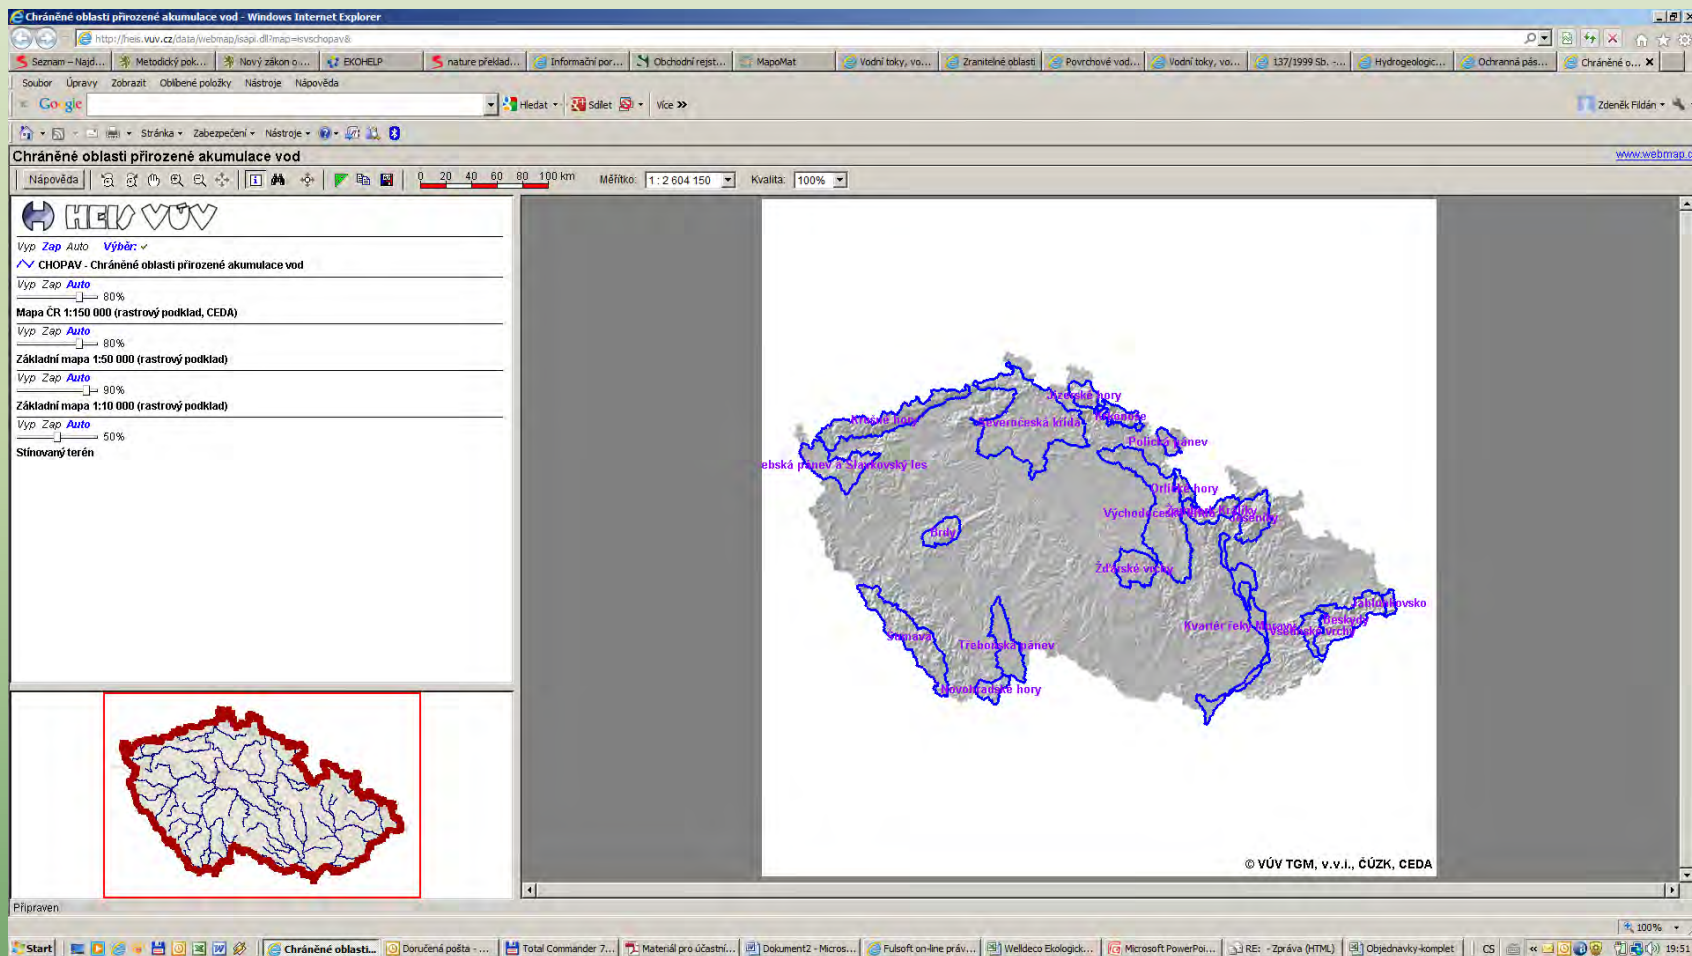 Chráněné oblasti přirozené akumulace vod - Windows Internet Explorer
http://heis.vuv.cz/data/webmap/isapi.dll?map=isvschopav&
Seznam – Najd... Metodický pok... Nový zákon o ... EKOHELP nature překlad... Informační por... Obchodní rejst... MapoMat Vodní toky, vo... Zranitelné oblasti Povrchové vod... Vodní toky, vo... 137/1999 Sb. -... Hydrogeologic... Ochranná pás... Chráněné o... X
Soubor Úpravy Zobrazit Oblíbené položky Nástroje Nápověda
x Google Hledat Sdílet Více >> Zdeněk Fildán
Stránka Zabezpečení Nástroje
Chráněné oblasti přirozené akumulace vod www.webmap.c
Nápověda 0 20 40 60 80 100 km Měřítko: 1 : 2 604 150 Kvalita: 100%
HEIS VÚV
Vyp Zap Auto Výběr:
CHOPAV - Chráněné oblasti přirozené akumulace vod
Vyp Zap Auto
80%
Mapa ČR 1:150 000 (rastrový podklad, CEDA)
Vyp Zap Auto
80%
Základní mapa 1:50 000 (rastrový podklad)
Vyp Zap Auto
90%
Základní mapa 1:10 000 (rastrový podklad)
Vyp Zap Auto
50%
Stínovaný terén
Jizerské hory
Krkonoše
Krušné hory
Severočeská křída
Polická pánev
ebská pánev a Slavkovský les
Orlické hory
Východočeská
Jeseníky
Brdy
Žďárské vrchy
Jablunkovsko
Beskydy
Kvartér řeky Moravy
Vsetínské vrchy
Šumava
Třeboňská pánev
Novohradské hory
© VÚV TGM, v.v.i., ČÚZK, CEDA
Připraven
100%
Start Chráněné oblasti... Doručená pošta - ... Total Commander 7... Materiál pro účastní... Dokument2 - Micros... Fulsoft on-line práv... Welldeco Ekologick... Microsoft PowerPoi... RE: - Zpráva (HTML) Objednavky-komplet CS 19:51